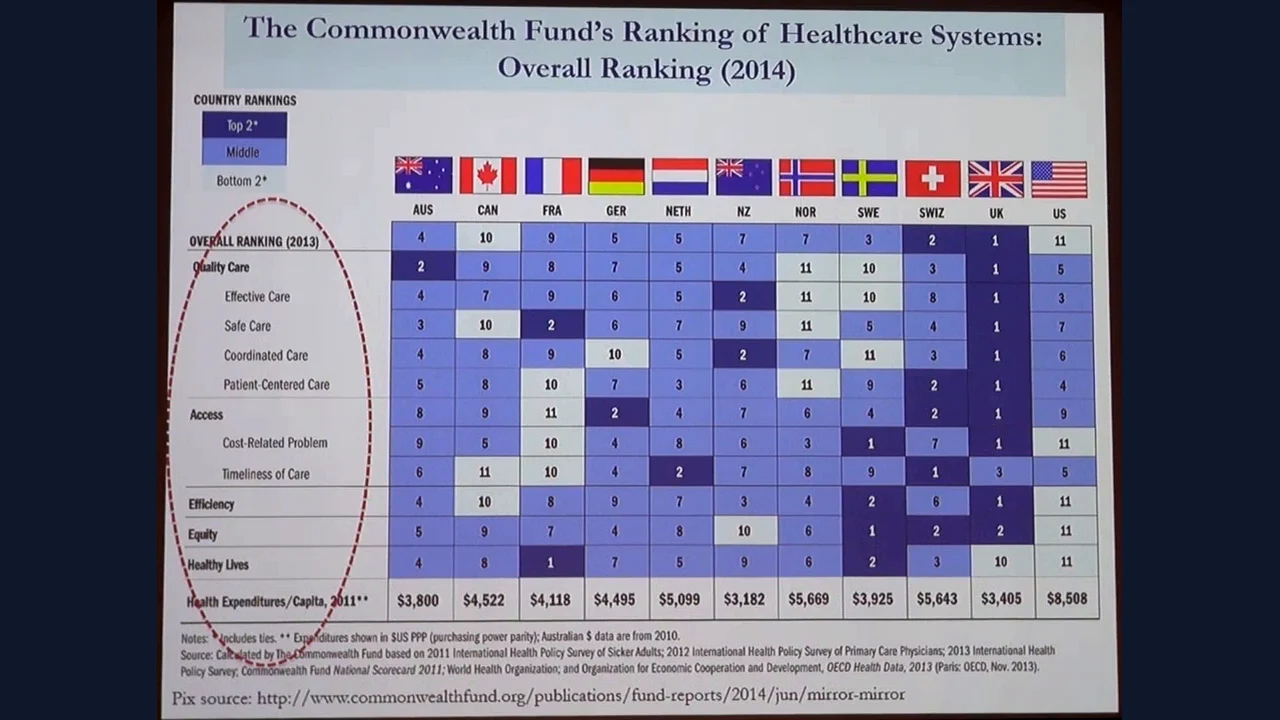 The Commonwealth Fund's Ranking of Healthcare Systems:
Overall Ranking (2014)
COUNTRY RANKINGS
Top 2*
Middle
Bottom 2*
AUS CAN FRA GER NETH NZ NOR SWE SWIZ UK US
OVERALL RANKING (2013) 4 10 9 5 5 7 7 3 2 1 11
Quality Care 2 9 8 7 5 4 11 10 3 1 5
Effective Care 4 7 9 6 5 2 11 10 8 1 3
Safe Care 3 10 2 6 7 9 11 5 4 1 7
Coordinated Care 4 8 9 10 5 2 7 11 3 1 6
Patient-Centered Care 5 8 10 7 3 6 11 9 2 1 4
Access 8 9 11 2 4 7 6 4 2 1 9
Cost-Related Problem 9 5 10 4 8 6 3 1 7 1 11
Timeliness of Care 6 11 10 4 2 7 8 9 1 3 5
Efficiency 4 10 8 9 7 3 4 2 6 1 11
Equity 5 9 7 4 8 10 6 1 2 2 11
Healthy Lives 4 8 1 7 5 9 6 2 3 10 11
Health Expenditures/Capita, 2011** $3,800 $4,522 $4,118 $4,495 $5,099 $3,182 $5,669 $3,925 $5,643 $3,405 $8,508
Notes: * Includes ties. ** Expenditures shown in $US PPP (purchasing power parity); Australian $ data are from 2010.
Source: Calculated by The Commonwealth Fund based on 2011 International Health Policy Survey of Sicker Adults; 2012 International Health Policy Survey of Primary Care Physicians; 2013 International Health
Policy Survey; Commonwealth Fund National Scorecard 2011; World Health Organization; and Organization for Economic Cooperation and Development, OECD Health Data, 2013 (Paris: OECD, Nov. 2013).
Pix source: http://www.commonwealthfund.org/publications/fund-reports/2014/jun/mirror-mirror